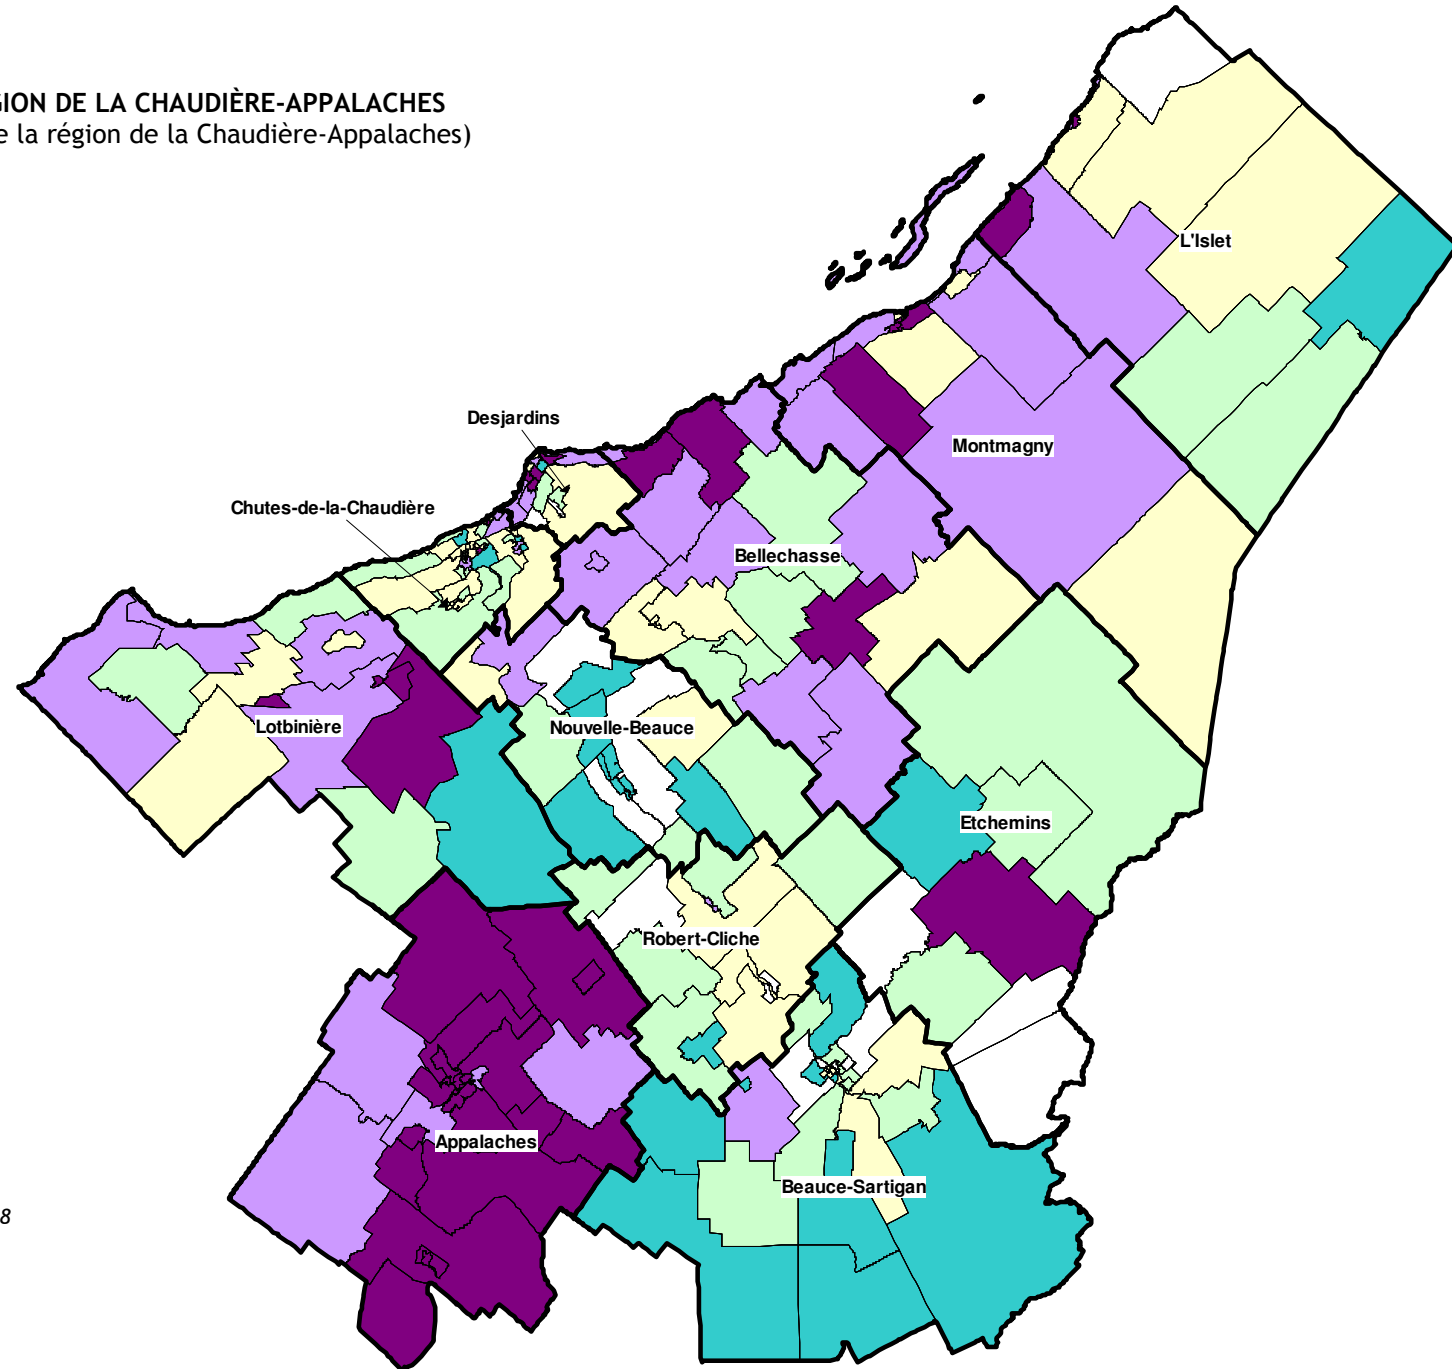 GION DE LA CHAUDIÈRE-APPALACHES
e la région de la Chaudière-Appalaches)
L'Islet
Desjardins
Montmagny
Chutes-de-la-Chaudière
Bellechasse
Lotbinière
Nouvelle-Beauce
Etchemins
Robert-Cliche
Appalaches
Beauce-Sartigan
8